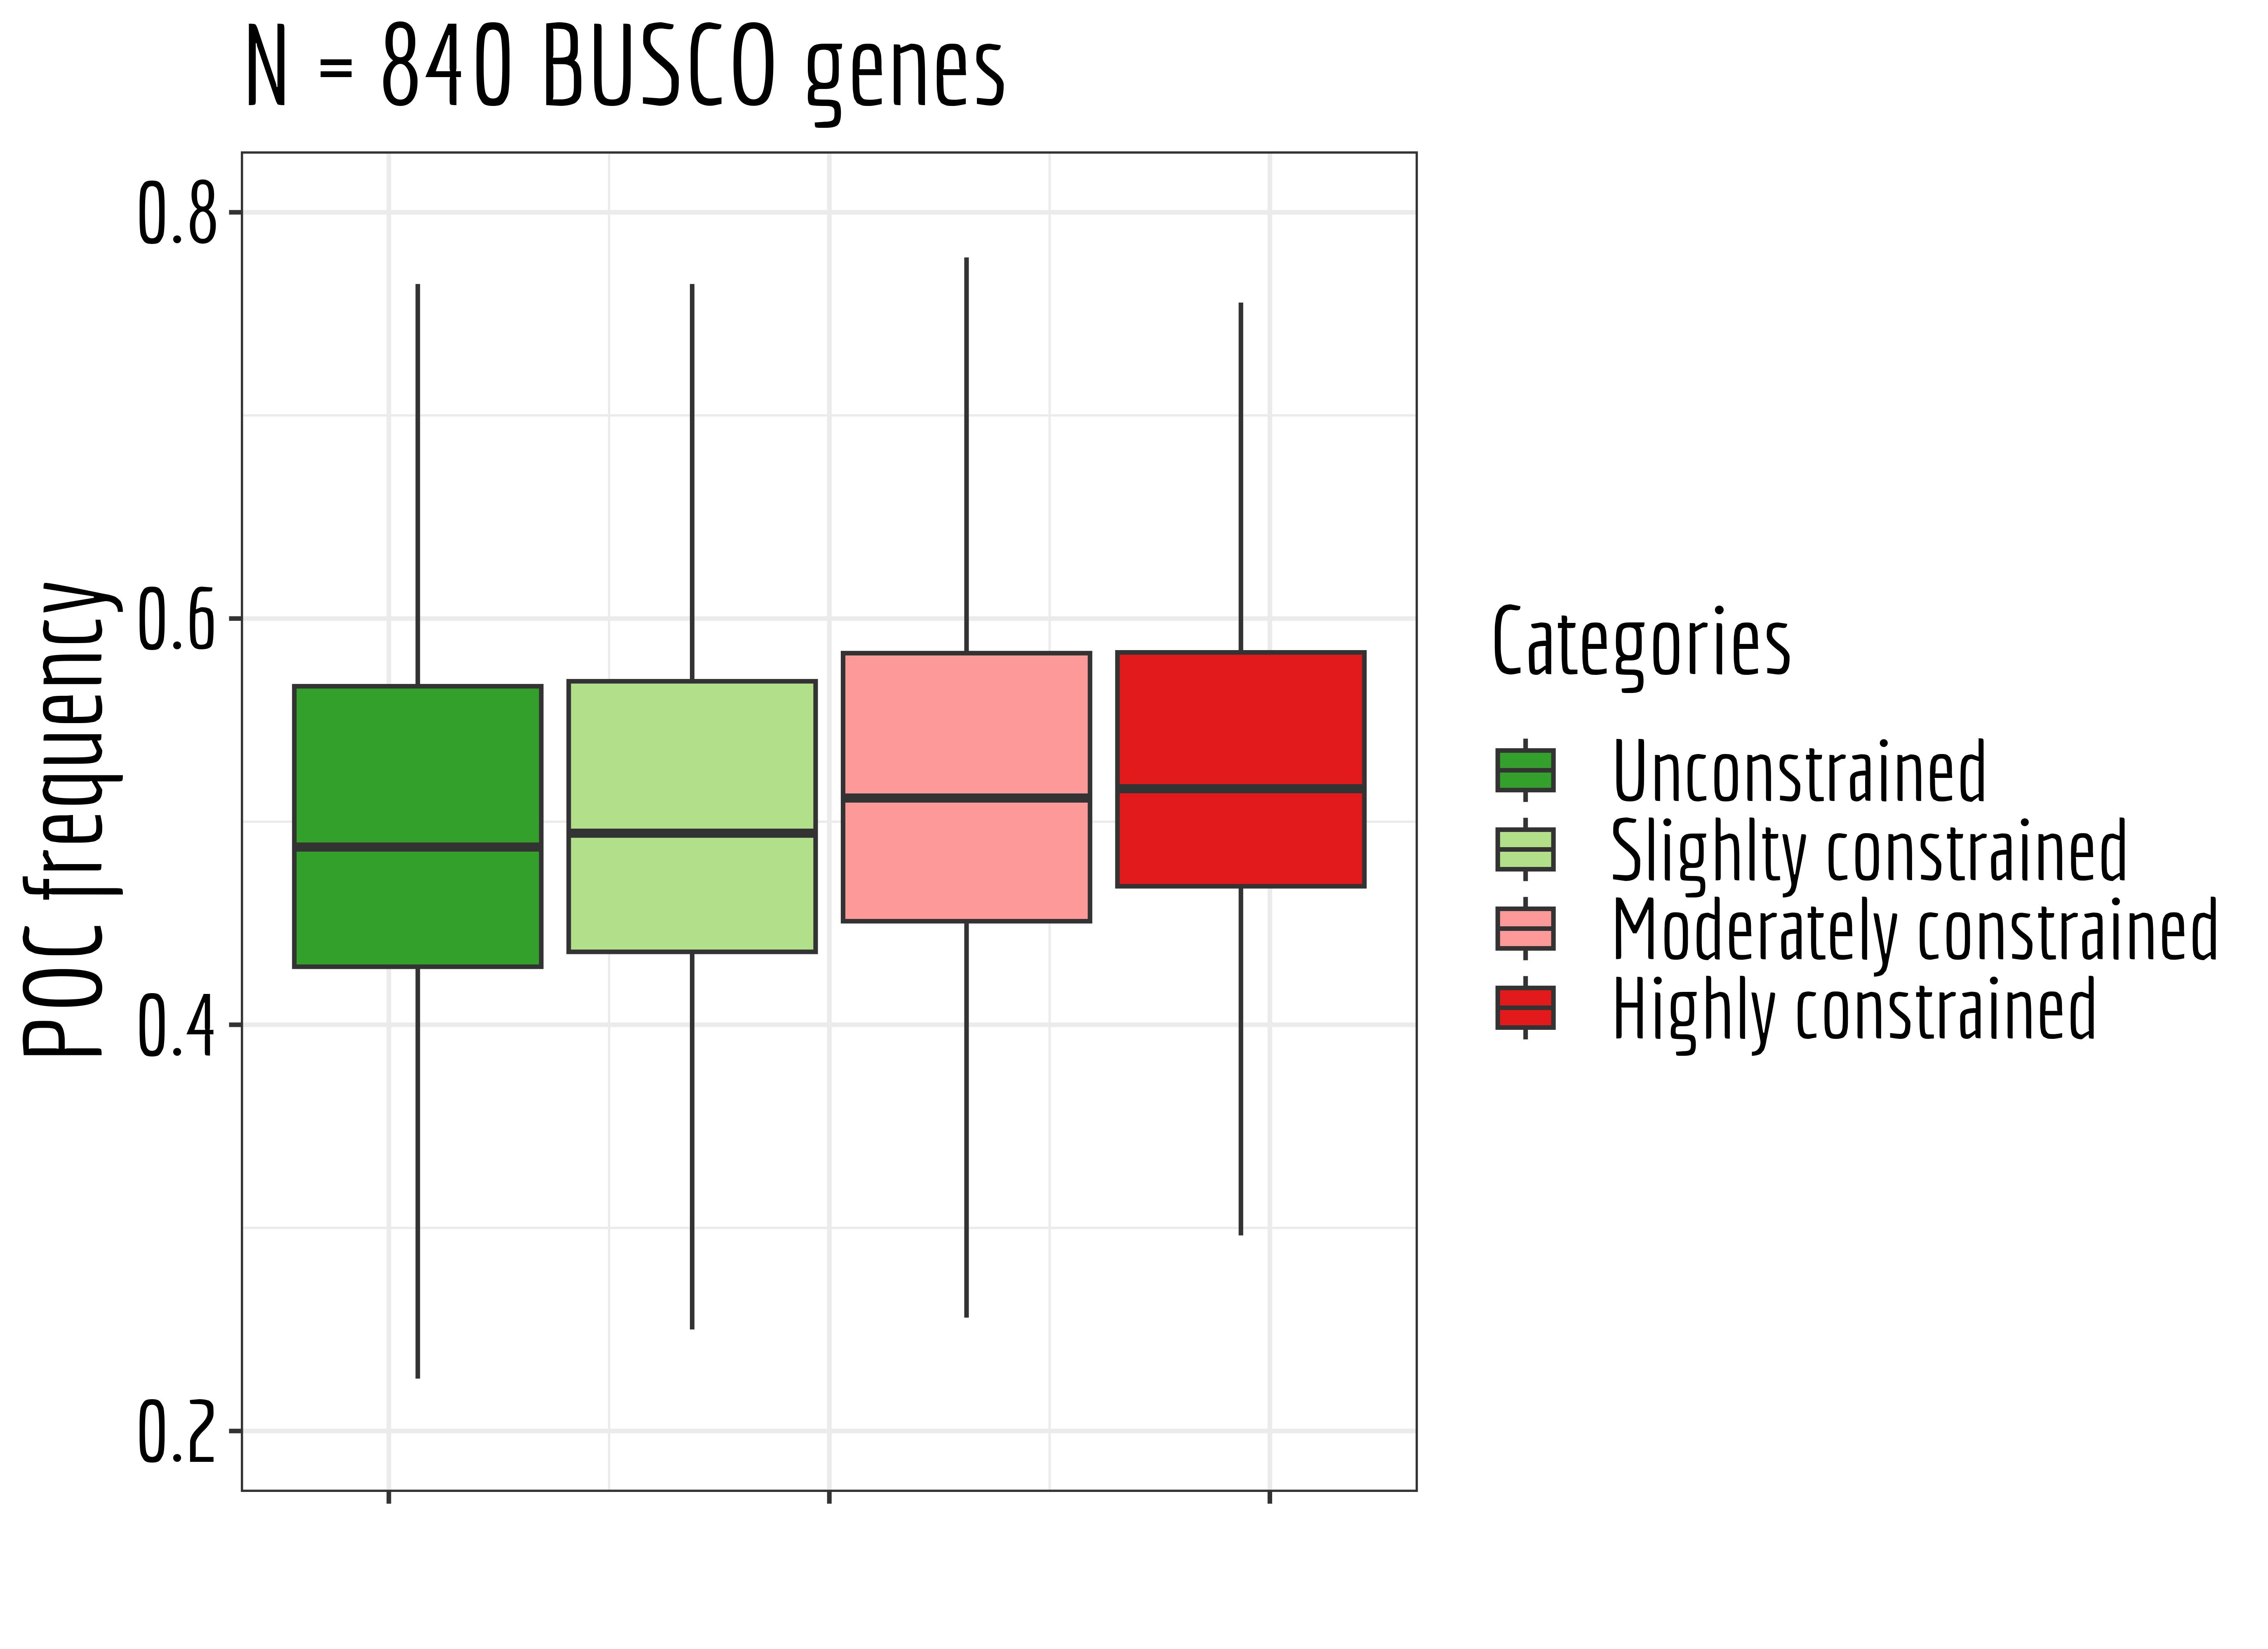 N = 840 BUSCO genes
POC frequency
0.8
0.6
0.4
0.2
Categories
Unconstrained
Slighlty constrained
Moderately constrained
Highly constrained